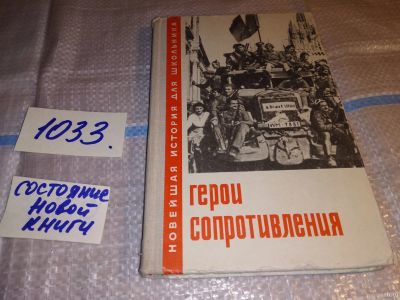 1033.
состояние
новой
книги
НОВЕЙШАЯ ИСТОРИЯ ДЛЯ ШКОЛЬНИКА
герои
сопротивления